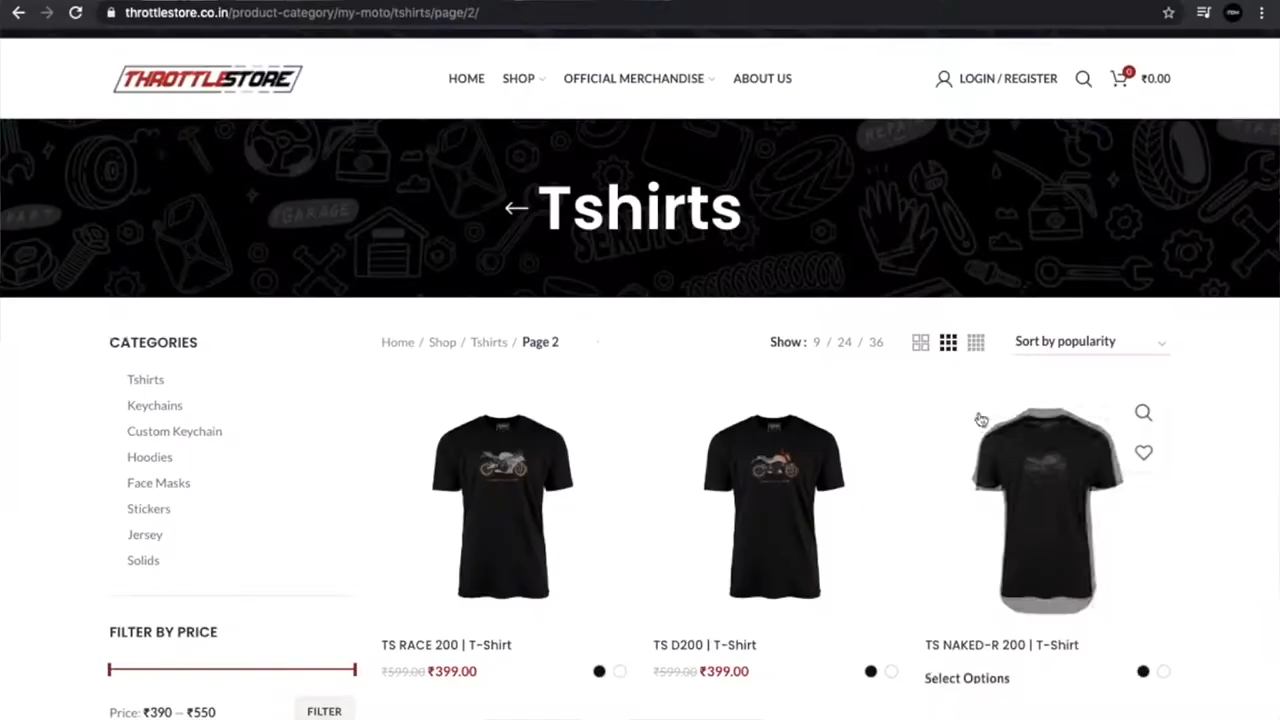 throttlestore.co.in/product-category/my-moto/tshirts/page/2/
THROTTLESTORE
HOME
SHOP
OFFICIAL MERCHANDISE
ABOUT US
LOGIN / REGISTER
0
₹0.00
REPAIR
GARAGE
SERVICE
← Tshirts
CATEGORIES
Tshirts
Keychains
Custom Keychain
Hoodies
Face Masks
Stickers
Jersey
Solids
FILTER BY PRICE
Price: ₹390 — ₹550
FILTER
Home / Shop / Tshirts / Page 2
Show : 9 / 24 / 36
Sort by popularity
TS RACE 200 | T-Shirt
₹599.00 ₹399.00
TS D200 | T-Shirt
₹599.00 ₹399.00
TS NAKED-R 200 | T-Shirt
Select Options